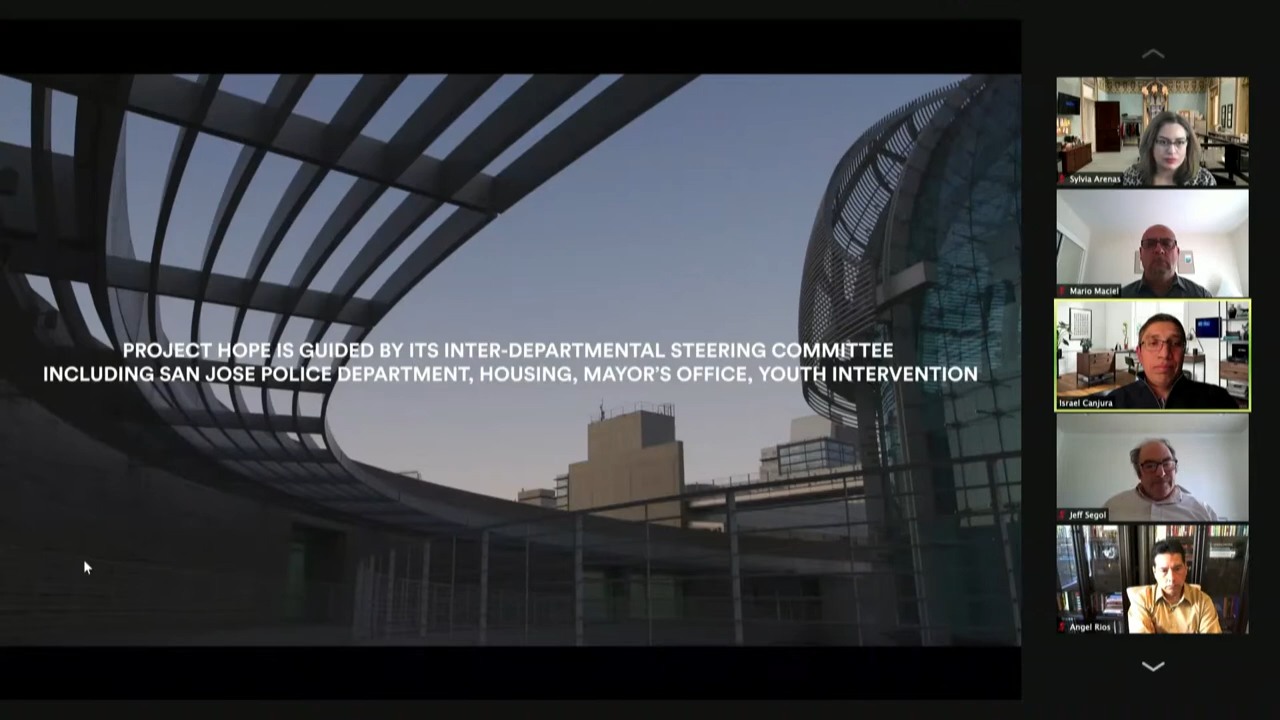 PROJECT HOPE IS GUIDED BY ITS INTER-DEPARTMENTAL STEERING COMMITTEE
INCLUDING SAN JOSE POLICE DEPARTMENT, HOUSING, MAYOR'S OFFICE, YOUTH INTERVENTION
Sylvia Arenas
Mario Maciel
Israel Canjura
Jeff Segol
Angel Rios